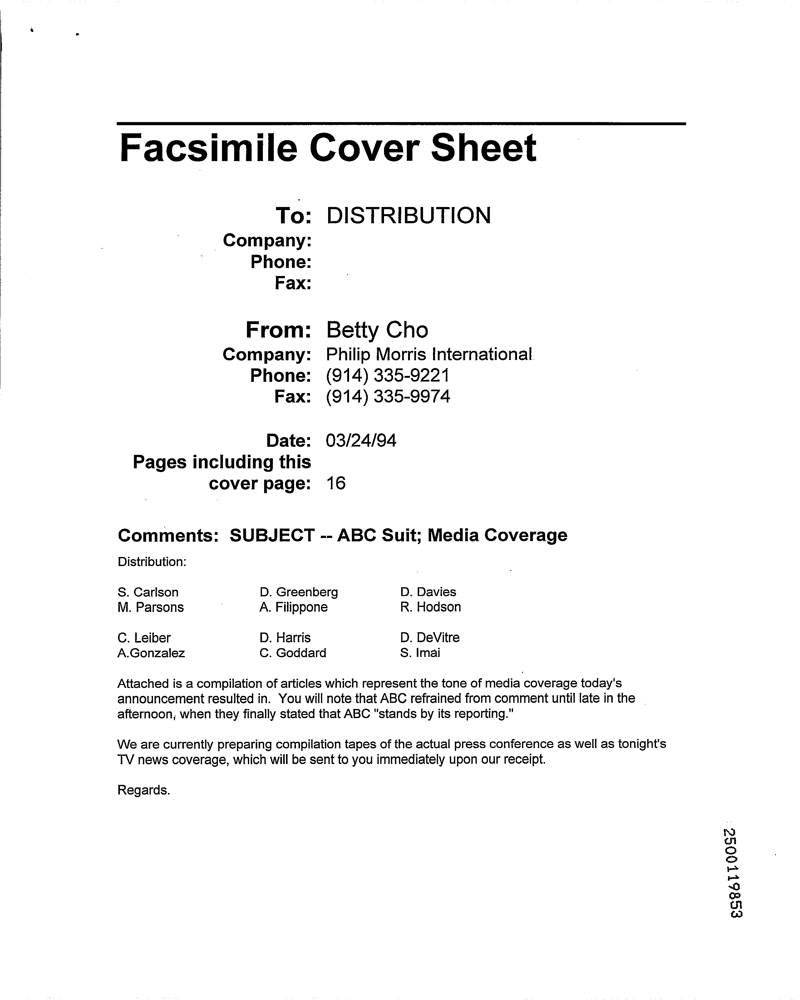 Facsimile Cover Sheet
To: DISTRIBUTION
Company:
Phone:
Fax:
From: Betty Cho
Company: Philip Morris International
Phone: (914) 335-9221
Fax: (914) 335-9974
Date: 03/24/94
Pages including this
cover page: 16
Comments: SUBJECT -- ABC Suit; Media Coverage
Distribution:
S. Carlson D. Greenberg D. Davies
M. Parsons A. Filippone R. Hodson
C. Leiber D. Harris D. DeVitre
A.Gonzalez C. Goddard S. Imai
Attached is a compilation of articles which represent the tone of media coverage today's
announcement resulted in. You will note that ABC refrained from comment until late in the
afternoon, when they finally stated that ABC "stands by its reporting."
We are currently preparing compilation tapes of the actual press conference as well as tonight's
TV news coverage, which will be sent to you immediately upon our receipt.
Regards.
2500119853